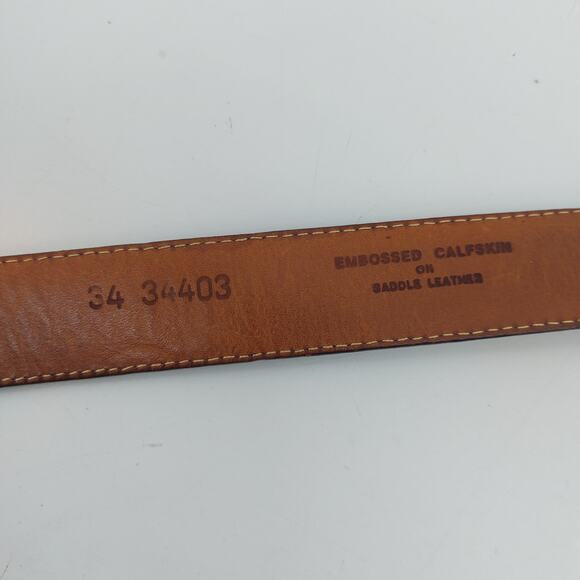 34 34403
EMBOSSED CALFSKIN
ON
SADDLE LEATHER